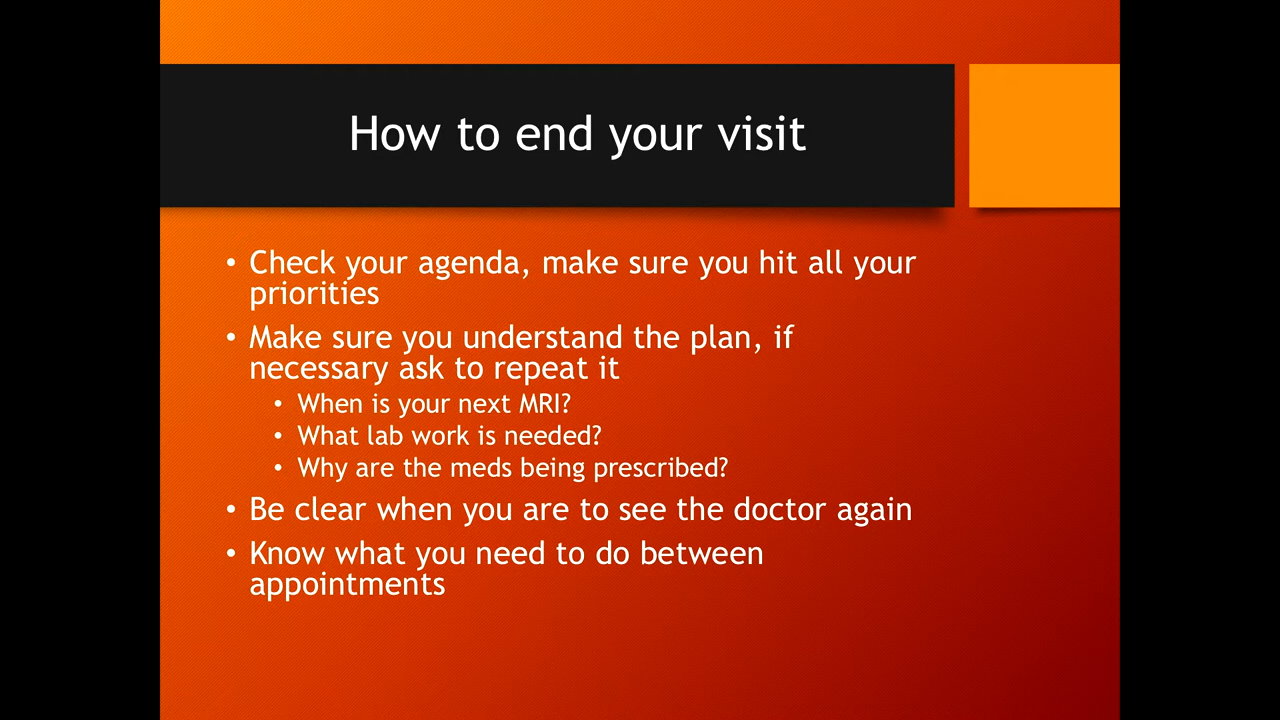 How to end your visit
• Check your agenda, make sure you hit all your
priorities
• Make sure you understand the plan, if
necessary ask to repeat it
• When is your next MRI?
• What lab work is needed?
• Why are the meds being prescribed?
• Be clear when you are to see the doctor again
• Know what you need to do between
appointments